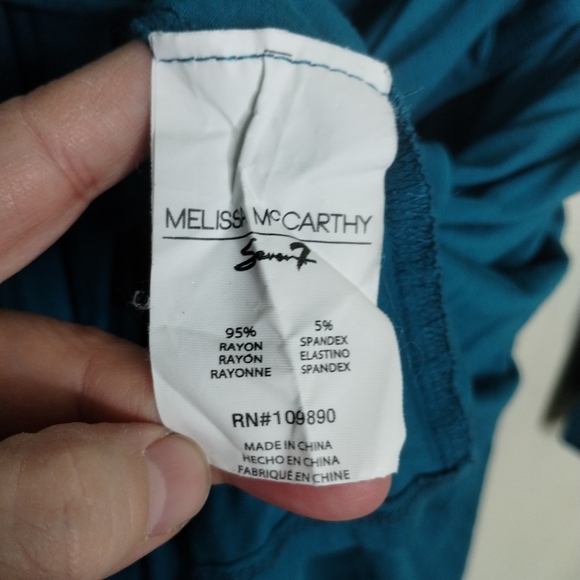 MELISSA McCARTHY
Seven7
95% 5%
RAYON SPANDEX
RAYÓN ELASTINO
RAYONNE SPANDEX
RN#109890
MADE IN CHINA
HECHO EN CHINA
FABRIQUÉ EN CHINE